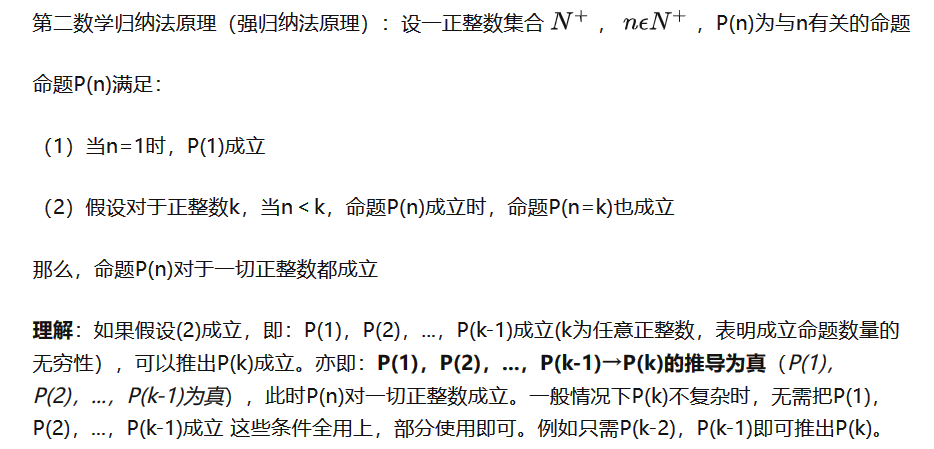 第二数学归纳法原理（强归纳法原理）：设一正整数集合 N⁺ ， nϵN⁺ ，P(n)为与n有关的命题
命题P(n)满足：
（1）当n=1时，P(1)成立
（2）假设对于正整数k，当n＜k，命题P(n)成立时，命题P(n=k)也成立
那么，命题P(n)对于一切正整数都成立
理解：如果假设(2)成立，即：P(1)，P(2)，...，P(k-1)成立(k为任意正整数，表明成立命题数量的
无穷性），可以推出P(k)成立。亦即：P(1)，P(2)，...，P(k-1)→P(k)的推导为真（P(1)，
P(2)，...，P(k-1)为真），此时P(n)对一切正整数成立。一般情况下P(k)不复杂时，无需把P(1)，
P(2)，...，P(k-1)成立 这些条件全用上，部分使用即可。例如只需P(k-2)，P(k-1)即可推出P(k)。